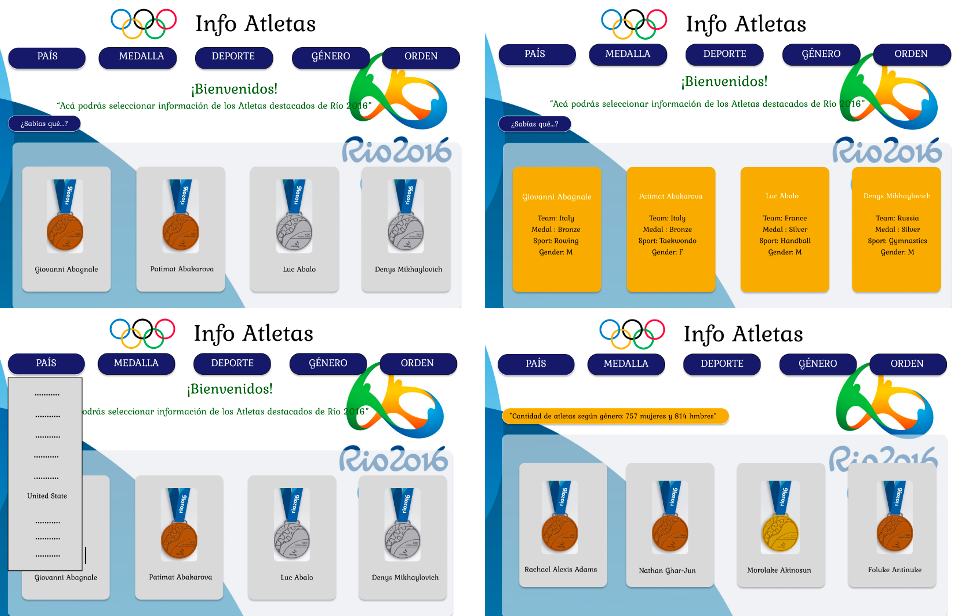 Info Atletas
PAÍS MEDALLA DEPORTE GÉNERO ORDEN
¡Bienvenidos!
"Acá podrás seleccionar información de los Atletas destacados de Río 2016"
¿Sabías qué...?
Rio2016
Giovanni Abagnale Patimat Abakarova Luc Abalo Denys Mikhaylovich
Info Atletas
PAÍS MEDALLA DEPORTE GÉNERO ORDEN
¡Bienvenidos!
"Acá podrás seleccionar información de los Atletas destacados de Río 2016"
¿Sabías qué...?
Rio2016
Giovanni Abagnale Patimat Abakarova Luc Abalo Denys Mikhaylovich
Team: Italy Team: Italy Team: France Team: Russia
Medal : Bronze Medal : Bronze Medal : Silver Medal : Silver
Sport: Rowing Sport: Taekwondo Sport: Handball Sport: Gymnastics
Gender: M Gender: F Gender: M Gender: M
Info Atletas
PAÍS MEDALLA DEPORTE GÉNERO ORDEN
¡Bienvenidos!
odrás seleccionar información de los Atletas destacados de Río 2016"
Rio2016
...........
...........
...........
...........
...........
United State
...........
...........
...........
Giovanni Abagnale Patimat Abakarova Luc Abalo Denys Mikhaylovich
Info Atletas
PAÍS MEDALLA DEPORTE GÉNERO ORDEN
"Cantidad de atletas según género: 757 mujeres y 814 hmbres"
Rio2016
Rachael Alexis Adams Nathan Ghar-Jun Morolake Akinosun Foluke Antinuke